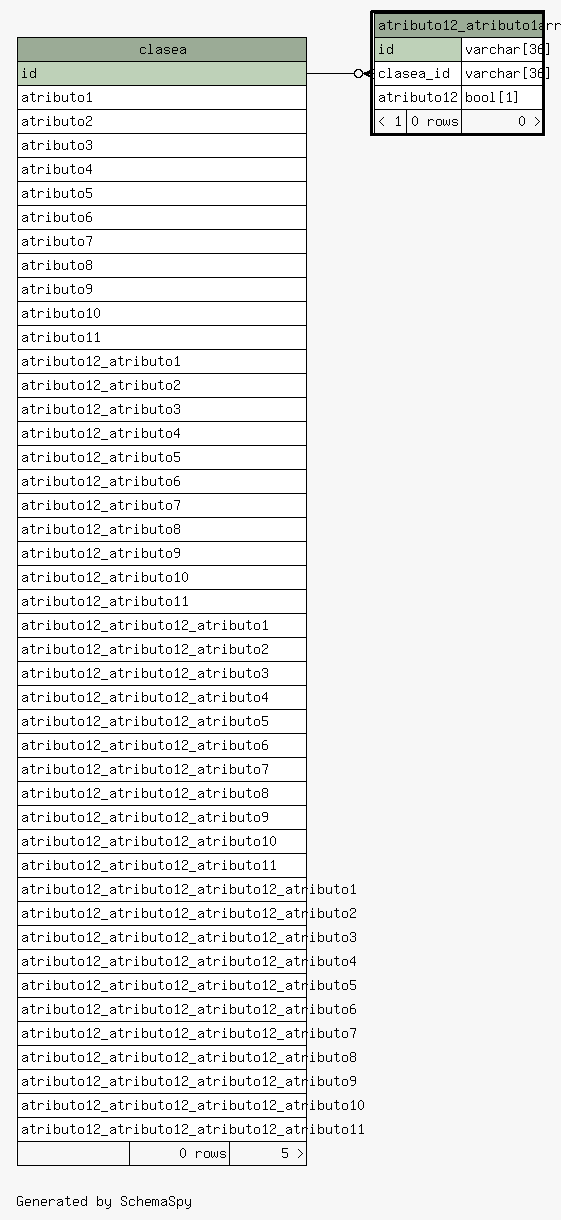 clasea
id
atributo1
atributo2
atributo3
atributo4
atributo5
atributo6
atributo7
atributo8
atributo9
atributo10
atributo11
atributo12_atributo1
atributo12_atributo2
atributo12_atributo3
atributo12_atributo4
atributo12_atributo5
atributo12_atributo6
atributo12_atributo7
atributo12_atributo8
atributo12_atributo9
atributo12_atributo10
atributo12_atributo11
atributo12_atributo12_atributo1
atributo12_atributo12_atributo2
atributo12_atributo12_atributo3
atributo12_atributo12_atributo4
atributo12_atributo12_atributo5
atributo12_atributo12_atributo6
atributo12_atributo12_atributo7
atributo12_atributo12_atributo8
atributo12_atributo12_atributo9
atributo12_atributo12_atributo10
atributo12_atributo12_atributo11
atributo12_atributo12_atributo12_atributo1
atributo12_atributo12_atributo12_atributo2
atributo12_atributo12_atributo12_atributo3
atributo12_atributo12_atributo12_atributo4
atributo12_atributo12_atributo12_atributo5
atributo12_atributo12_atributo12_atributo6
atributo12_atributo12_atributo12_atributo7
atributo12_atributo12_atributo12_atributo8
atributo12_atributo12_atributo12_atributo9
atributo12_atributo12_atributo12_atributo10
atributo12_atributo12_atributo12_atributo11
0 rows 5 >
atributo12_atributo1arr
id varchar[36]
clasea_id varchar[36]
atributo12 bool[1]
< 1 0 rows 0 >
Generated by SchemaSpy